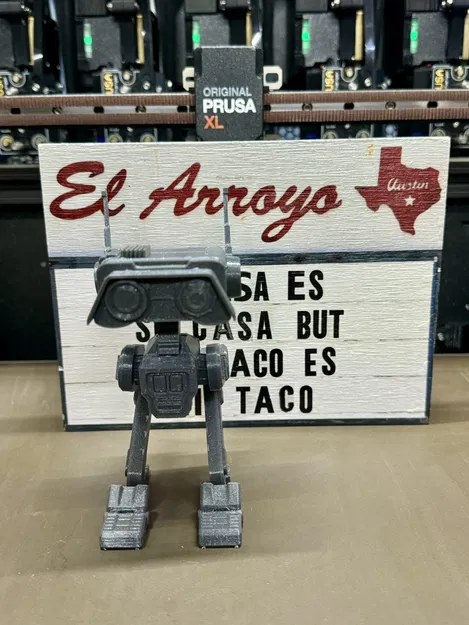 ORIGINAL
PRUSA
XL
El Arroyo
Austin
SA ES
CASA BUT
ACO ES
TACO